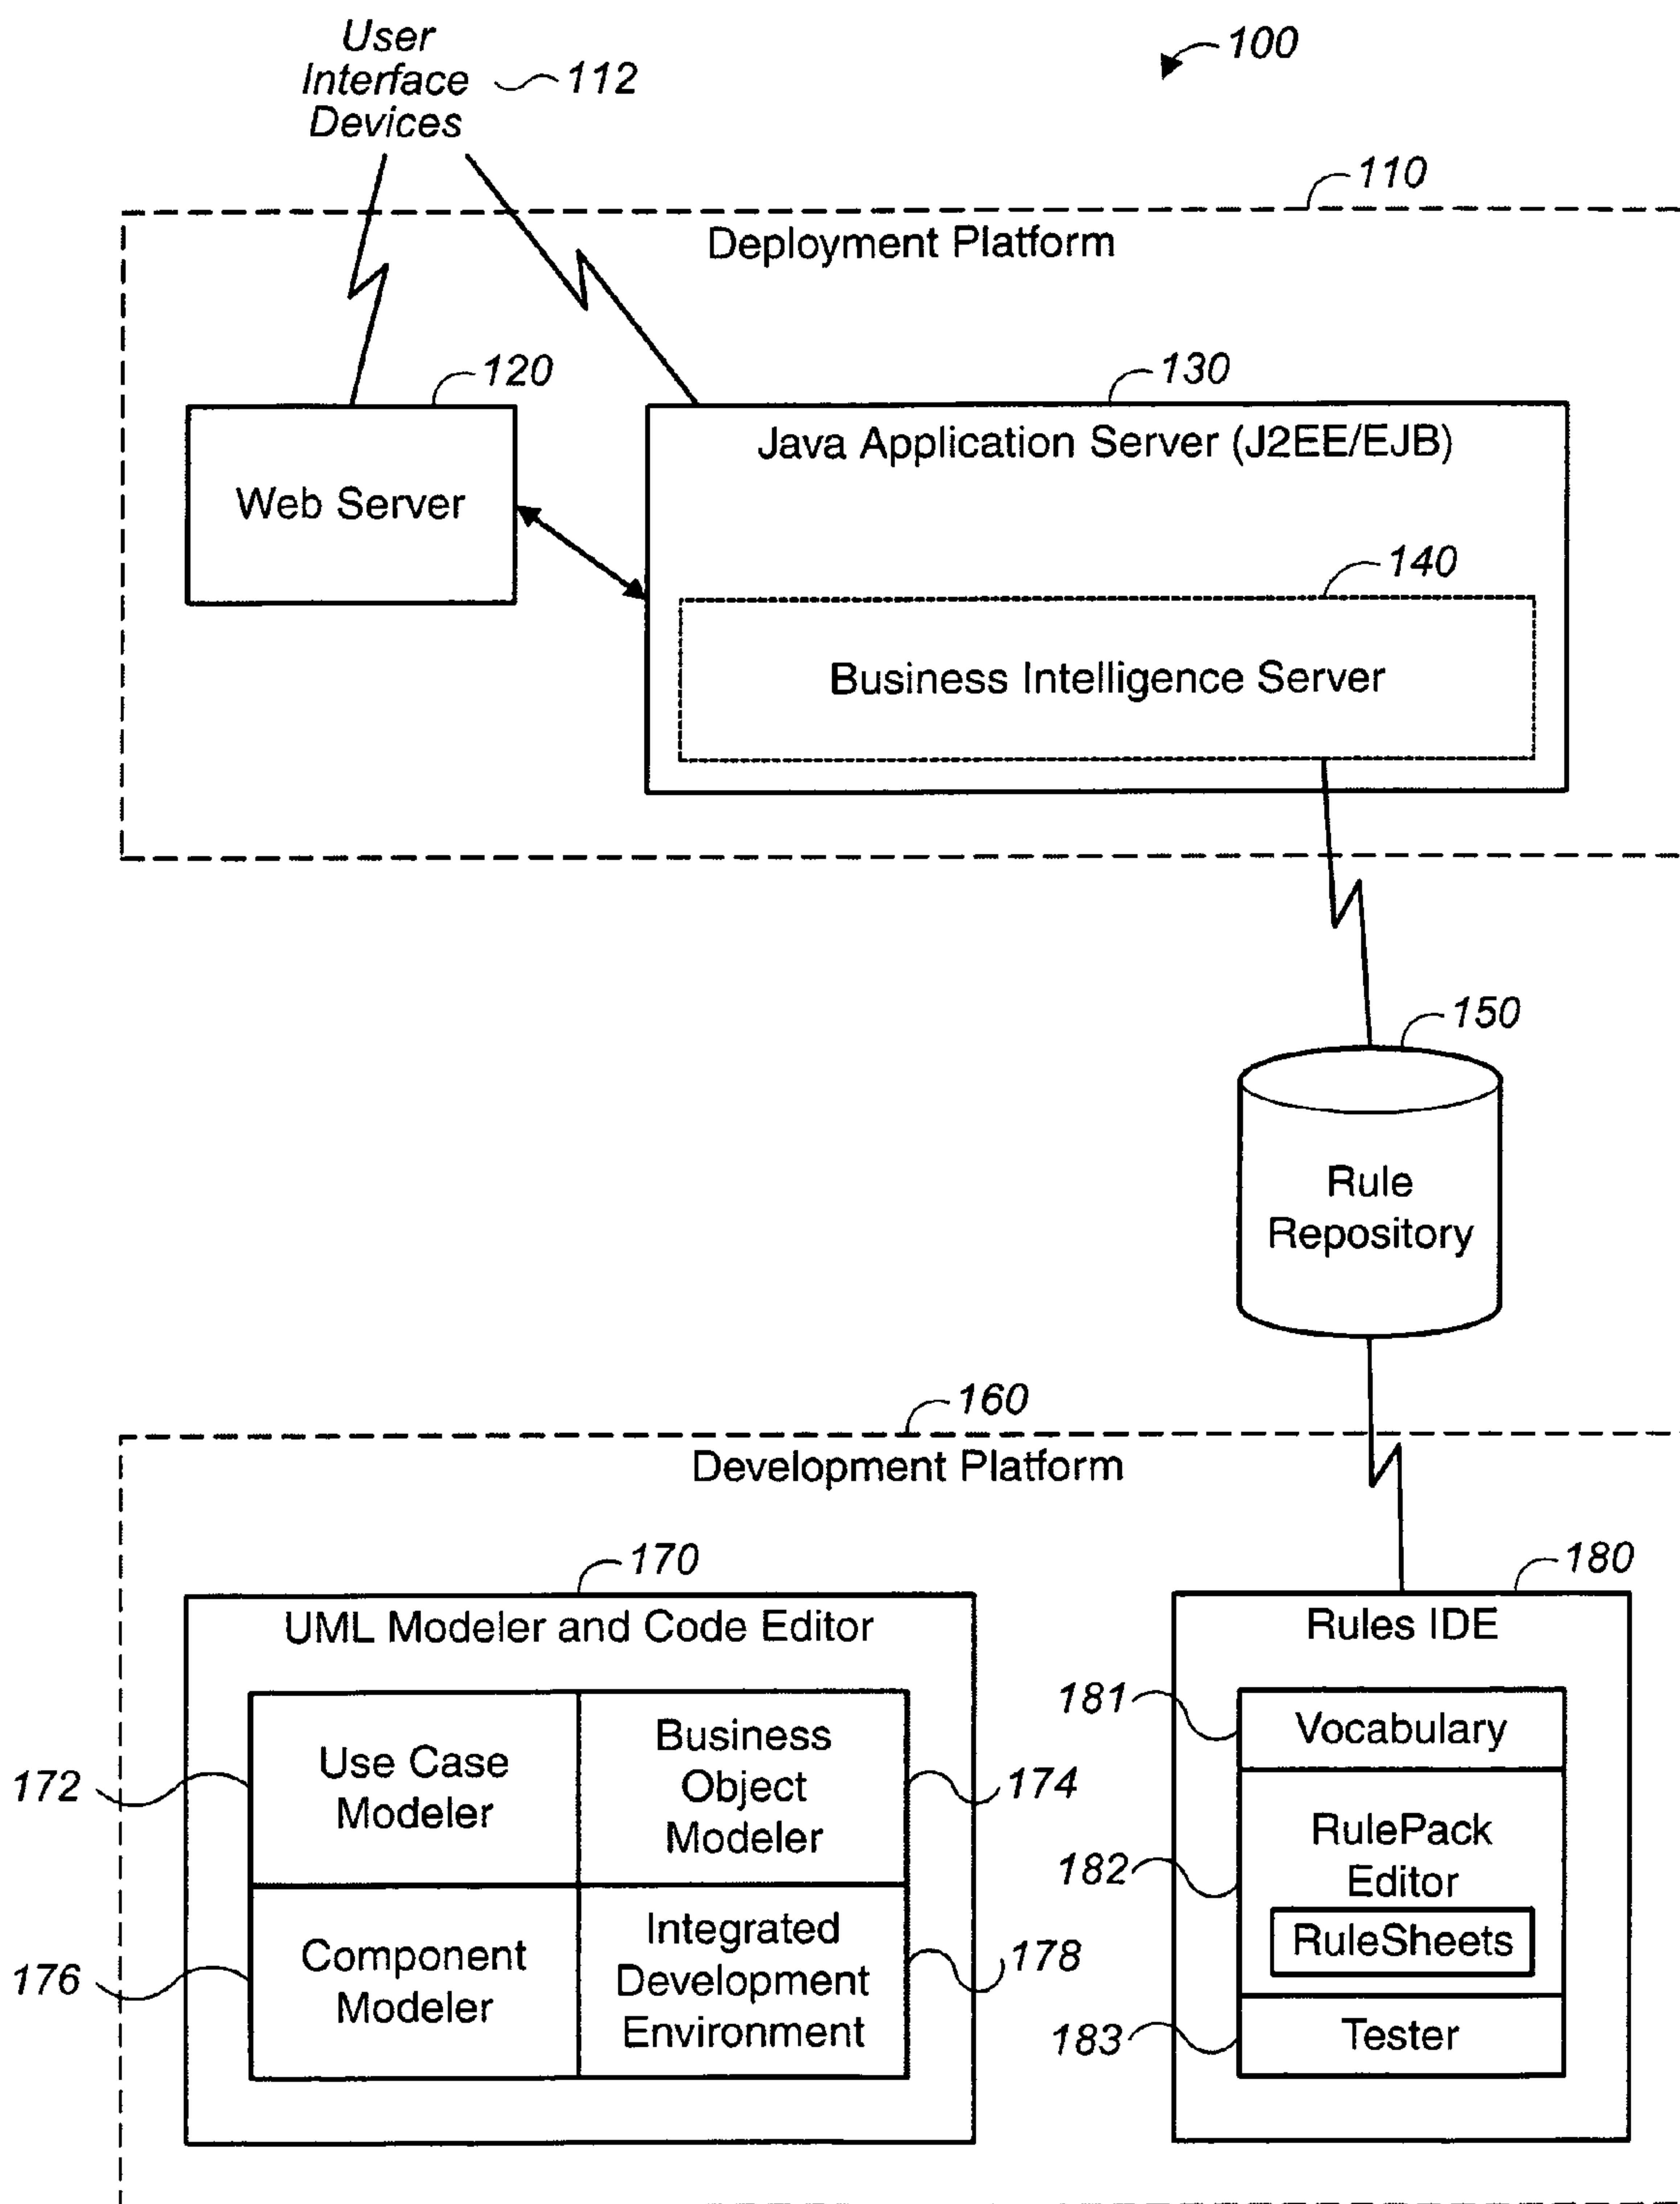 User
Interface
Devices
112
100
110
Deployment Platform
120
130
Web Server
Java Application Server (J2EE/EJB)
140
Business Intelligence Server
150
Rule
Repository
160
Development Platform
170
180
UML Modeler and Code Editor
Rules IDE
172
Use Case
Modeler
Business
Object
Modeler
174
176
Component
Modeler
Integrated
Development
Environment
178
181
Vocabulary
182
RulePack
Editor
RuleSheets
183
Tester